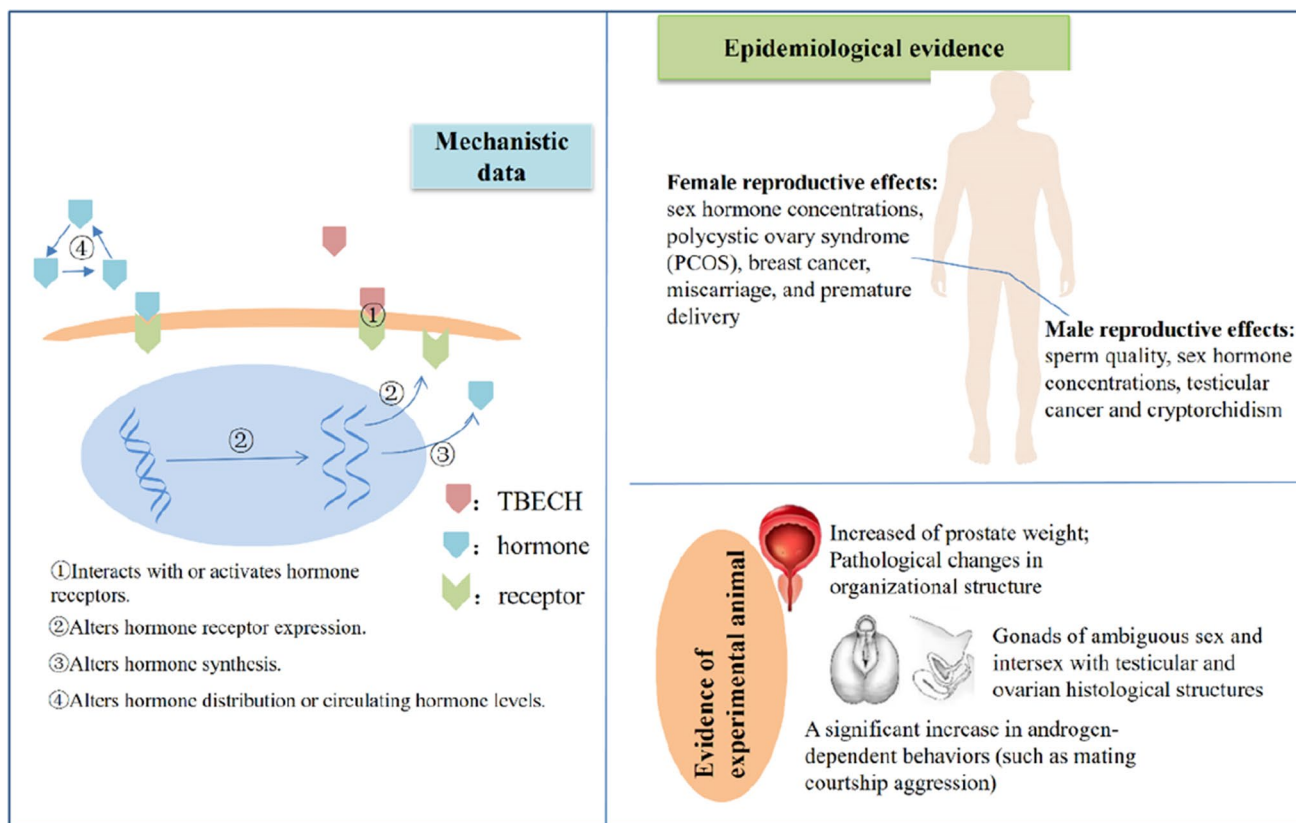 Mechanistic
data
④
①
②
②
③
: TBECH
: hormone
: receptor
①Interacts with or activates hormone
receptors.
②Alters hormone receptor expression.
③Alters hormone synthesis.
④Alters hormone distribution or circulating hormone levels.
Epidemiological evidence
Female reproductive effects:
sex hormone concentrations,
polycystic ovary syndrome
(PCOS), breast cancer,
miscarriage, and premature
delivery
Male reproductive effects:
sperm quality, sex hormone
concentrations, testicular
cancer and cryptorchidism
Evidence of
experimental animal
Increased of prostate weight;
Pathological changes in
organizational structure
Gonads of ambiguous sex and
intersex with testicular and
ovarian histological structures
A significant increase in androgen-
dependent behaviors (such as mating
courtship aggression)